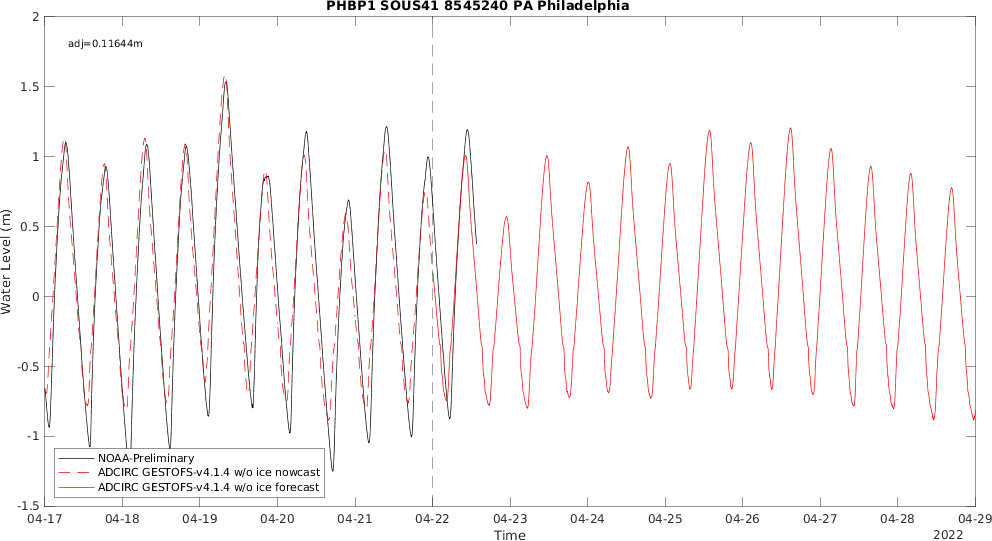 PHBP1 SOUS41 8545240 PA Philadelphia
adj=0.11644m
2
1.5
1
0.5
0
-0.5
-1
-1.5
Water Level (m)
NOAA-Preliminary
ADCIRC GESTOFS-v4.1.4 w/o ice nowcast
ADCIRC GESTOFS-v4.1.4 w/o ice forecast
04-17 04-18 04-19 04-20 04-21 04-22 04-23 04-24 04-25 04-26 04-27 04-28 04-29
Time
2022